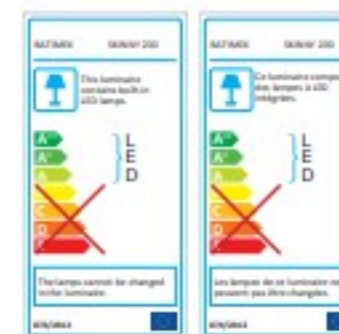 BATIMEX SKINNY 200
This luminaire
contains built-in
LED lamps.
A++
A+
A
B
C
D
E
L
E
D
The lamps cannot be changed
in the luminaire.
874/2012
BATIMEX SKINNY 200
Ce luminaire compo
des lampes à LED
intégrées.
A++
A+
A
B
C
D
E
L
E
D
Les lampes de ce luminaire ne
peuvent pas être changées.
874/2012